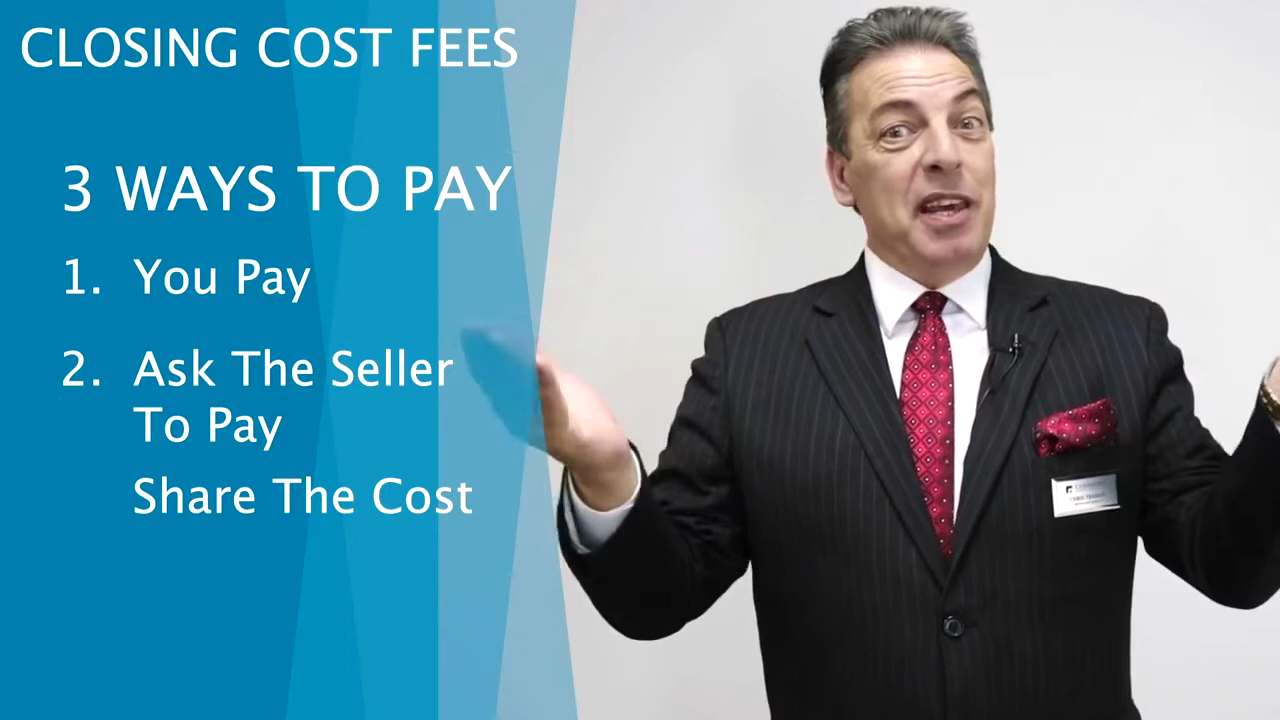 CLOSING COST FEES
3 WAYS TO PAY
1. You Pay
2. Ask The Seller
To Pay
Share The Cost